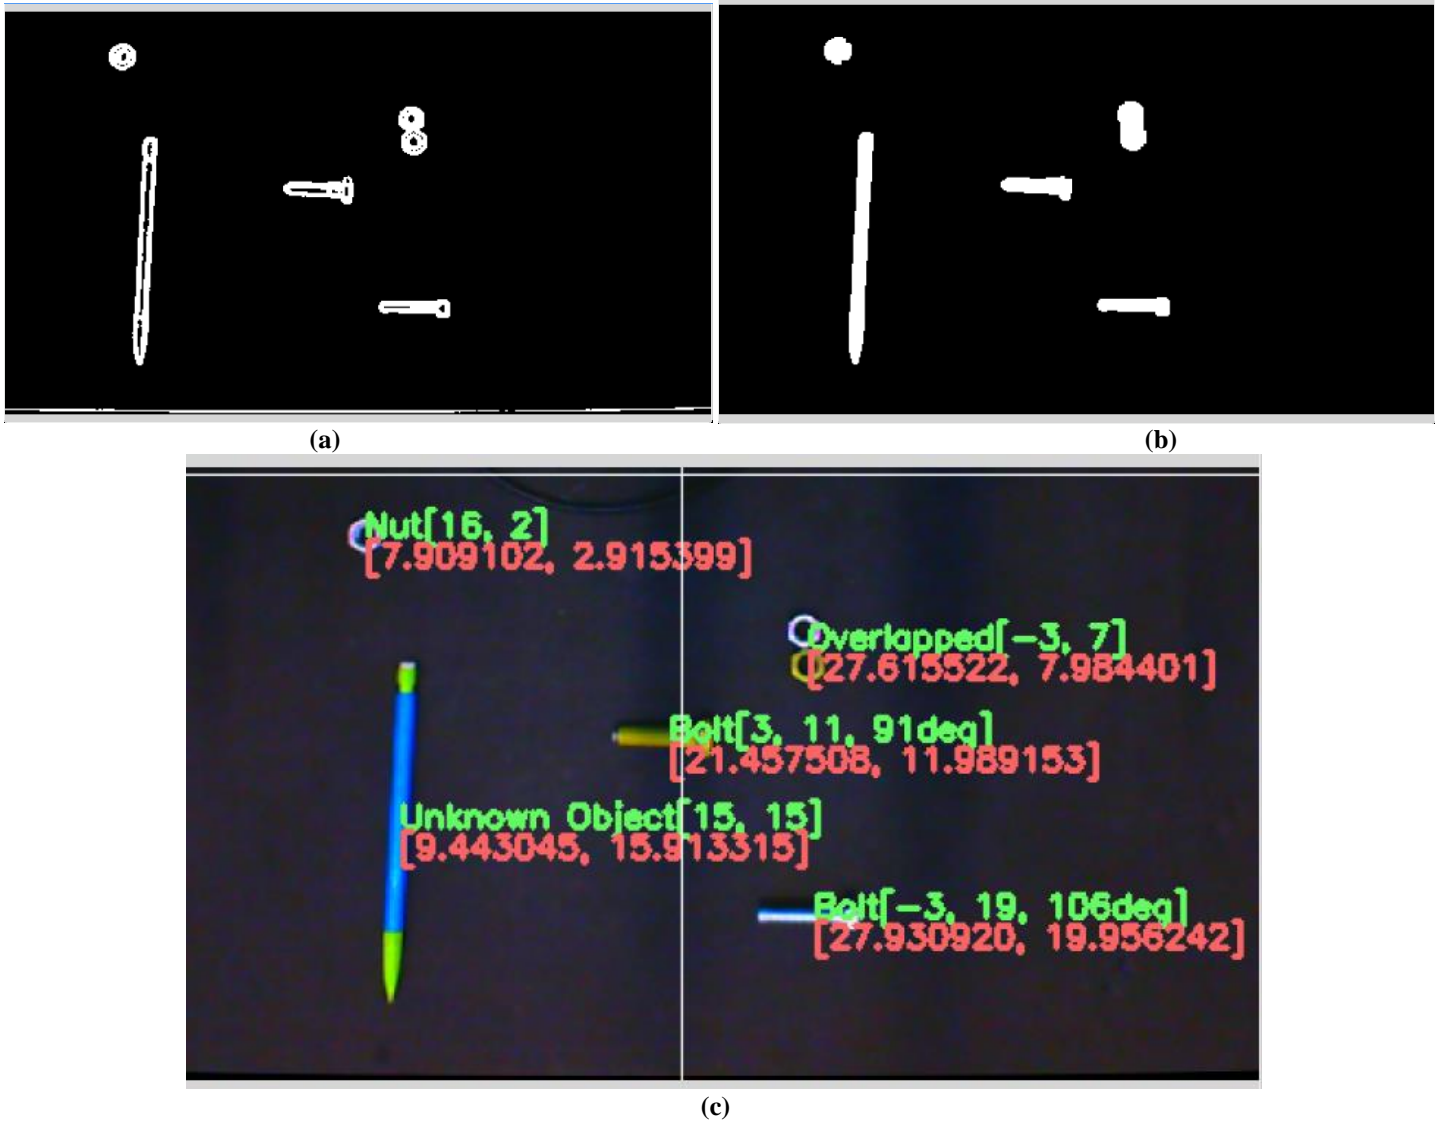 (a)
(b)
Nut[16, 2]
[7.909102, 2.915399]
Overlapped[-3, 7]
[27.615522, 7.984401]
Bolt[3, 11, 91deg]
[21.457508, 11.989153]
Unknown Object[15, 15]
[9.443045, 15.913315]
Bolt[-3, 19, 106deg]
[27.930920, 19.956242]
(c)